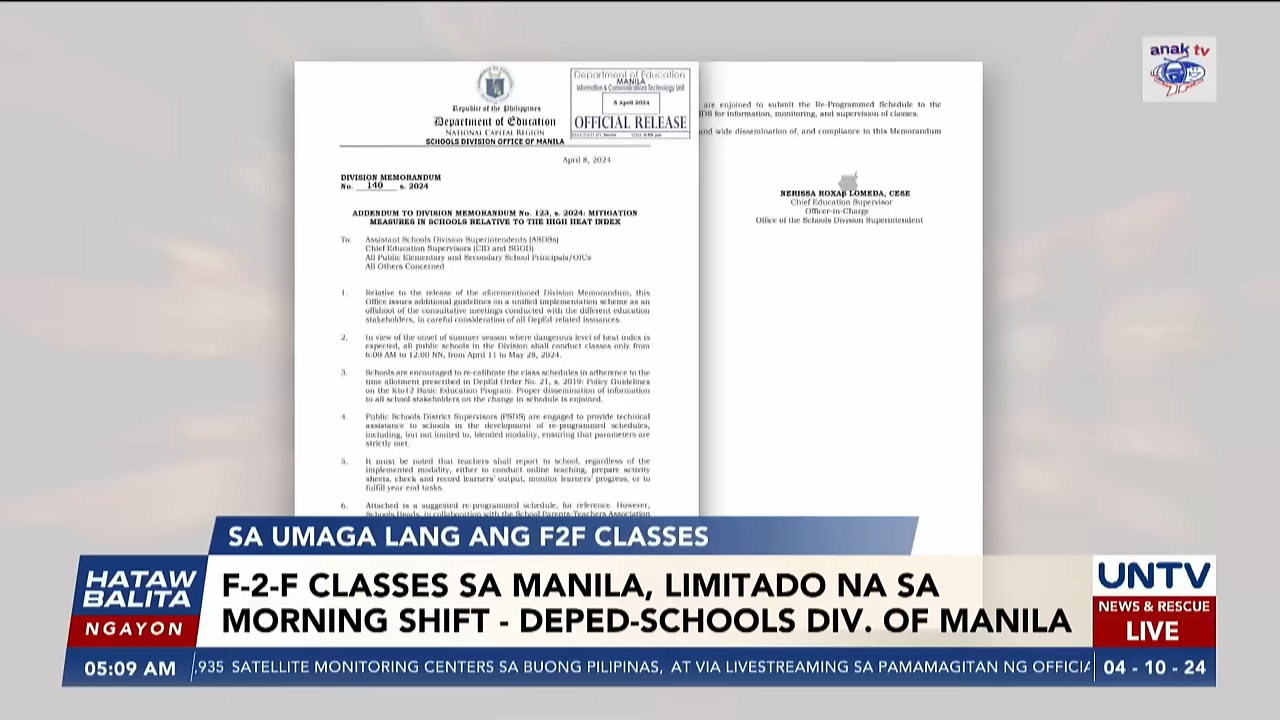 anak tv
Republic of the Philippines
Department of Education
NATIONAL CAPITAL REGION
SCHOOLS DIVISION OFFICE OF MANILA
Department of Education
MANILA
Information & Communications Technology Unit
8 April 2024
OFFICIAL RELEASE
April 8, 2024
DIVISION MEMORANDUM
No. 140 s. 2024
ADDENDUM TO DIVISION MEMORANDUM No. 123, s. 2024: MITIGATION
MEASURES IN SCHOOLS RELATIVE TO THE HIGH HEAT INDEX
To: Assistant Schools Division Superintendents (ASDSs)
Chief Education Supervisors (CID and SGOD)
All Public Elementary and Secondary School Principals/OICs
All Others Concerned
1. Relative to the release of the aforementioned Division Memorandum, this
Office issues additional guidelines on a unified implementation scheme as an
offshoot of the consultative meetings conducted with the different education
stakeholders, in careful consideration of all DepEd-related issuances.
2. In view of the onset of summer season where dangerous level of heat index is
expected, all public schools in the Division shall conduct classes only from
6:00 AM to 12:00 NN, from April 11 to May 28, 2024.
3. Schools are encouraged to re-calibrate the class schedules in adherence to the
time allotment prescribed in DepEd Order No. 21, s. 2019: Policy Guidelines
on the Kto12 Basic Education Program. Proper dissemination of information
to all school stakeholders on the change in schedule is enjoined.
4. Public Schools District Supervisors (PSDS) are engaged to provide technical
assistance to schools in the development of re-programmed schedules,
including, but not limited to, blended modality, ensuring that parameters are
strictly met.
5. It must be noted that teachers shall report to school, regardless of the
implemented modality, either to conduct online teaching, prepare activity
sheets, check and record learners' output, monitor learners' progress, or to
fulfill year-end tasks.
6. Attached is a suggested re-programmed schedule, for reference. However,
Schools Heads, in collaboration with the School Parents-Teachers Association
are enjoined to submit the Re-Programmed Schedule to the
for information, monitoring, and supervision of classes.
and wide dissemination of, and compliance to this Memorandum
NERISSA ROXAS LOMEDA, CESE
Chief Education Supervisor
Officer-in-Charge
Office of the Schools Division Superintendent
SA UMAGA LANG ANG F2F CLASSES
HATAW
BALITA
NGAYON
F-2-F CLASSES SA MANILA, LIMITADO NA SA
MORNING SHIFT - DEPED-SCHOOLS DIV. OF MANILA
UNTV
NEWS & RESCUE
LIVE
05:09 AM
,935 SATELLITE MONITORING CENTERS SA BUONG PILIPINAS, AT VIA LIVESTREAMING SA PAMAMAGITAN NG OFFICIA
04 - 10 - 24